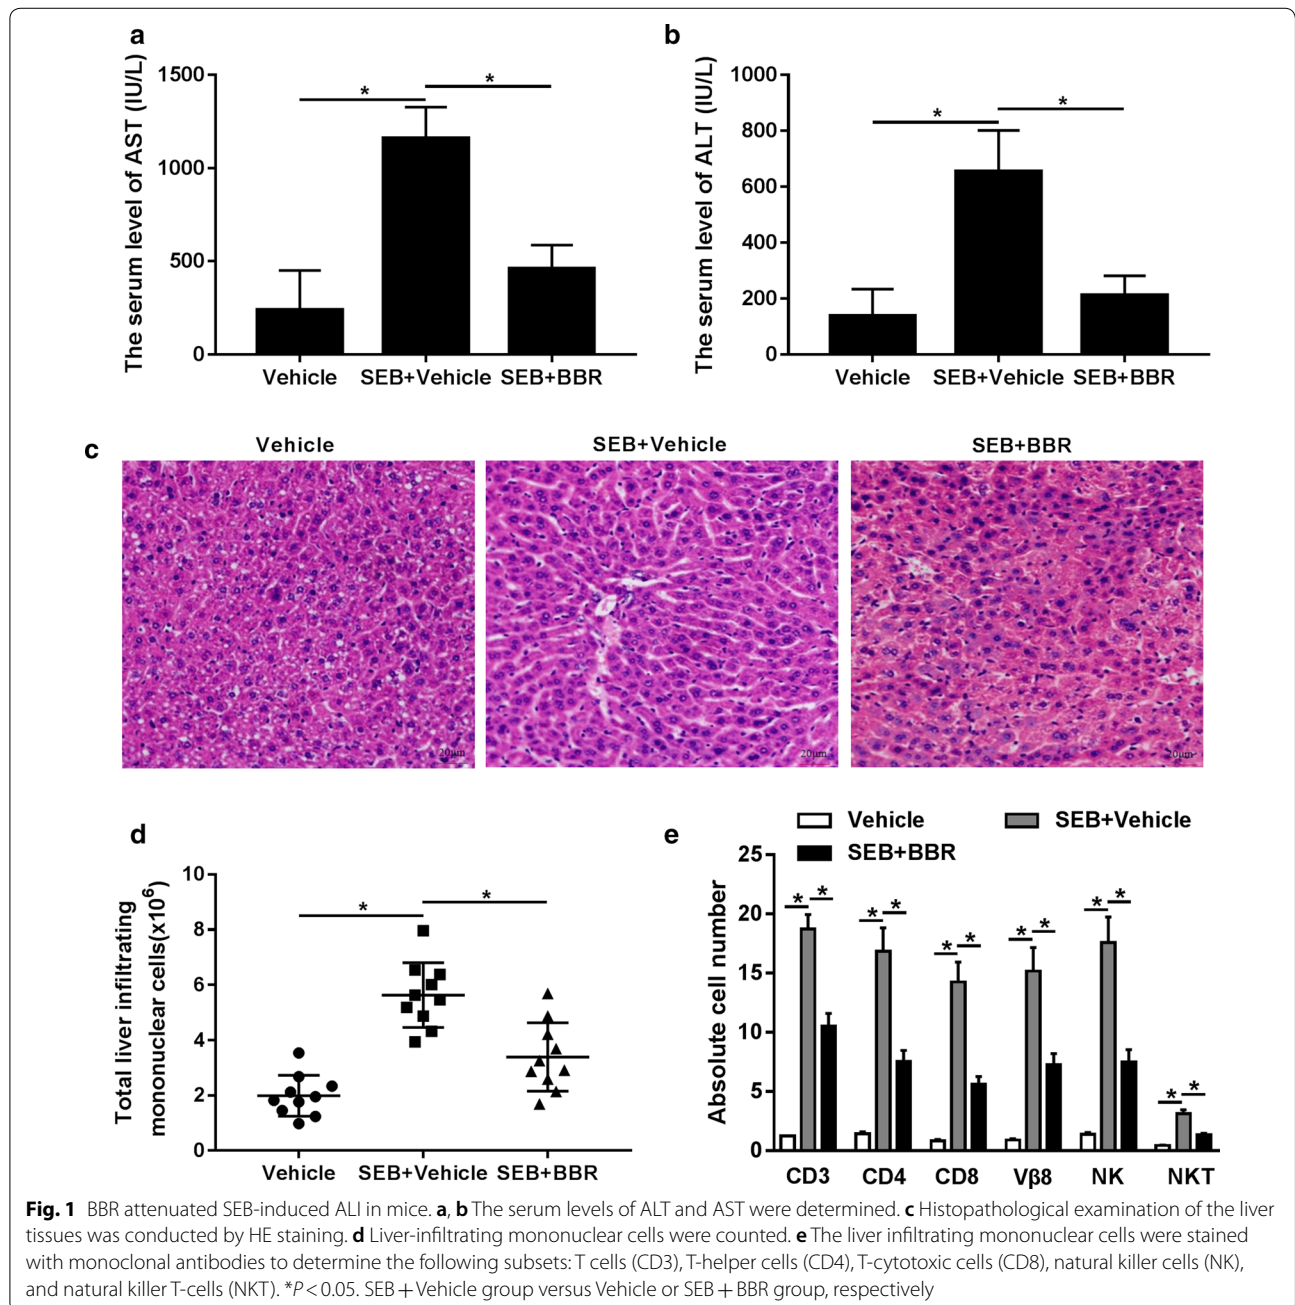 a
The serum level of AST (IU/L)
1500
1000
500
0
*
*
Vehicle SEB+Vehicle SEB+BBR
b
The serum level of ALT (IU/L)
1000
800
600
400
200
0
*
*
Vehicle SEB+Vehicle SEB+BBR
c
Vehicle SEB+Vehicle SEB+BBR
20μm 20μm 20μm
d
Total liver infiltrating
mononuclear cells(x10⁶)
10
8
6
4
2
0
*
*
Vehicle SEB+Vehicle SEB+BBR
e
Vehicle SEB+Vehicle
SEB+BBR
Absolute cell number
25
20
15
10
5
0
* * * * * * * * * * * *
CD3 CD4 CD8 Vβ8 NK NKT
Fig. 1 BBR attenuated SEB-induced ALI in mice. a, b The serum levels of ALT and AST were determined. c Histopathological examination of the liver
tissues was conducted by HE staining. d Liver-infiltrating mononuclear cells were counted. e The liver infiltrating mononuclear cells were stained
with monoclonal antibodies to determine the following subsets: T cells (CD3), T-helper cells (CD4), T-cytotoxic cells (CD8), natural killer cells (NK),
and natural killer T-cells (NKT). *P < 0.05. SEB + Vehicle group versus Vehicle or SEB + BBR group, respectively